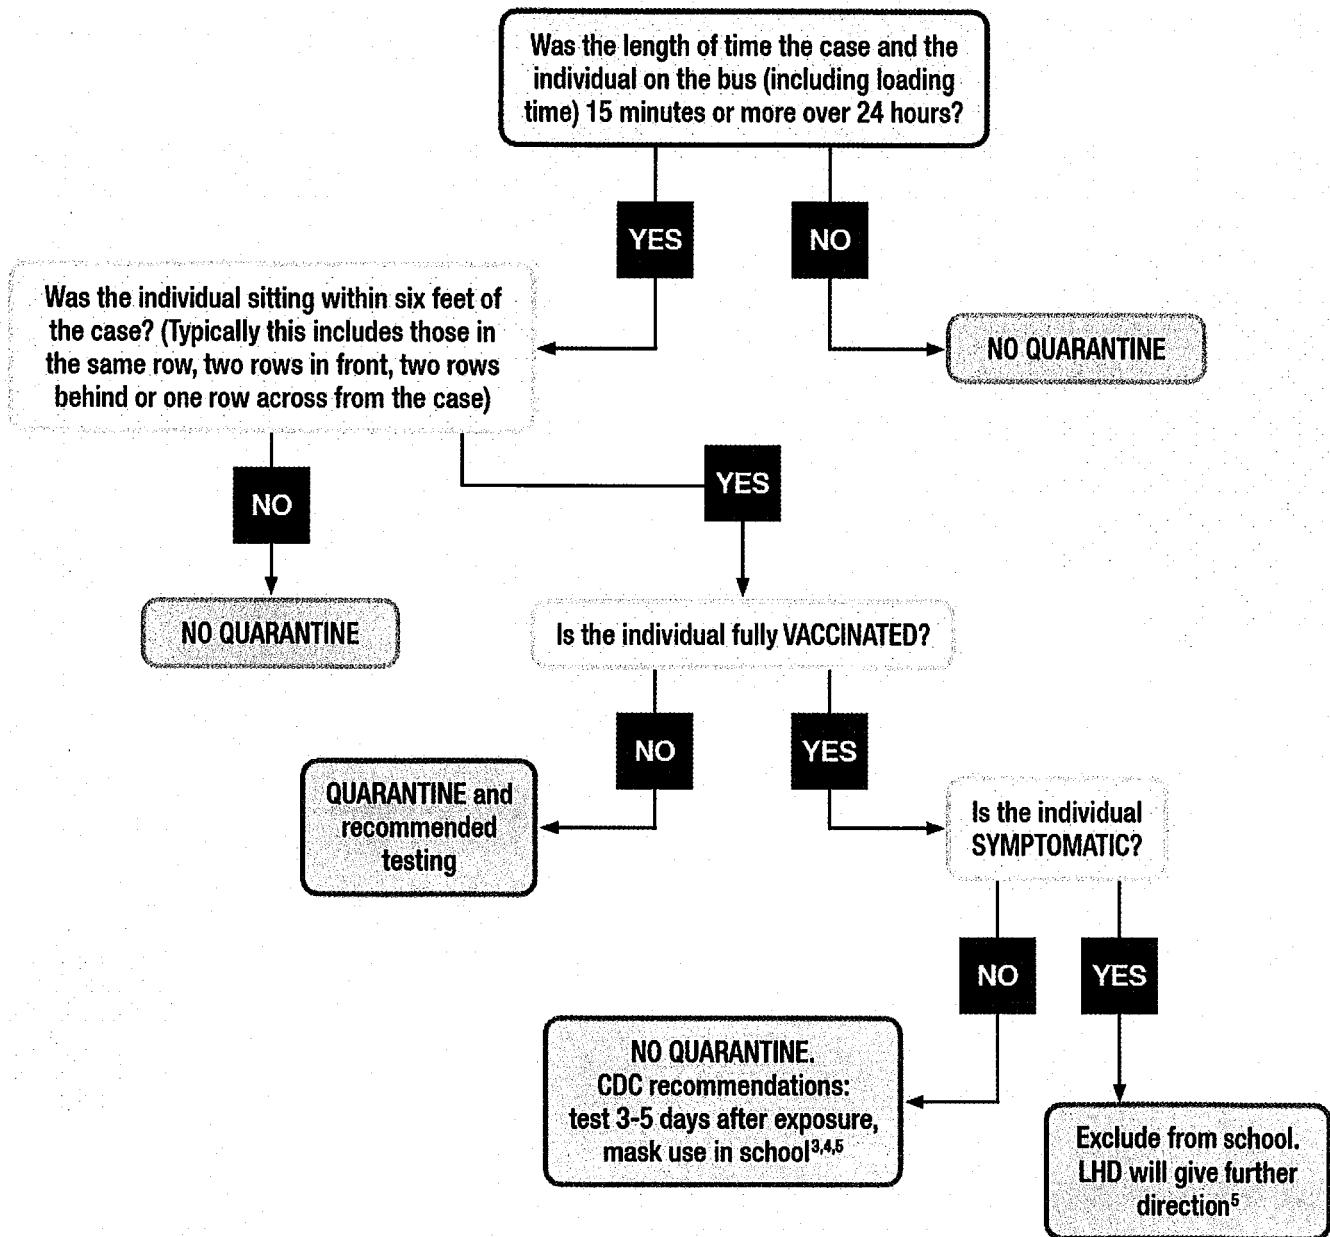 Was the length of time the case and the
individual on the bus (including loading
time) 15 minutes or more over 24 hours?
YES
NO
Was the individual sitting within six feet of
the case? (Typically this includes those in
the same row, two rows in front, two rows
behind or one row across from the case)
NO QUARANTINE
NO
YES
NO QUARANTINE
Is the individual fully VACCINATED?
NO
YES
QUARANTINE and
recommended
testing
Is the individual
SYMPTOMATIC?
NO
YES
NO QUARANTINE.
CDC recommendations:
test 3-5 days after exposure,
mask use in school3,4,5
Exclude from school.
LHD will give further
direction5